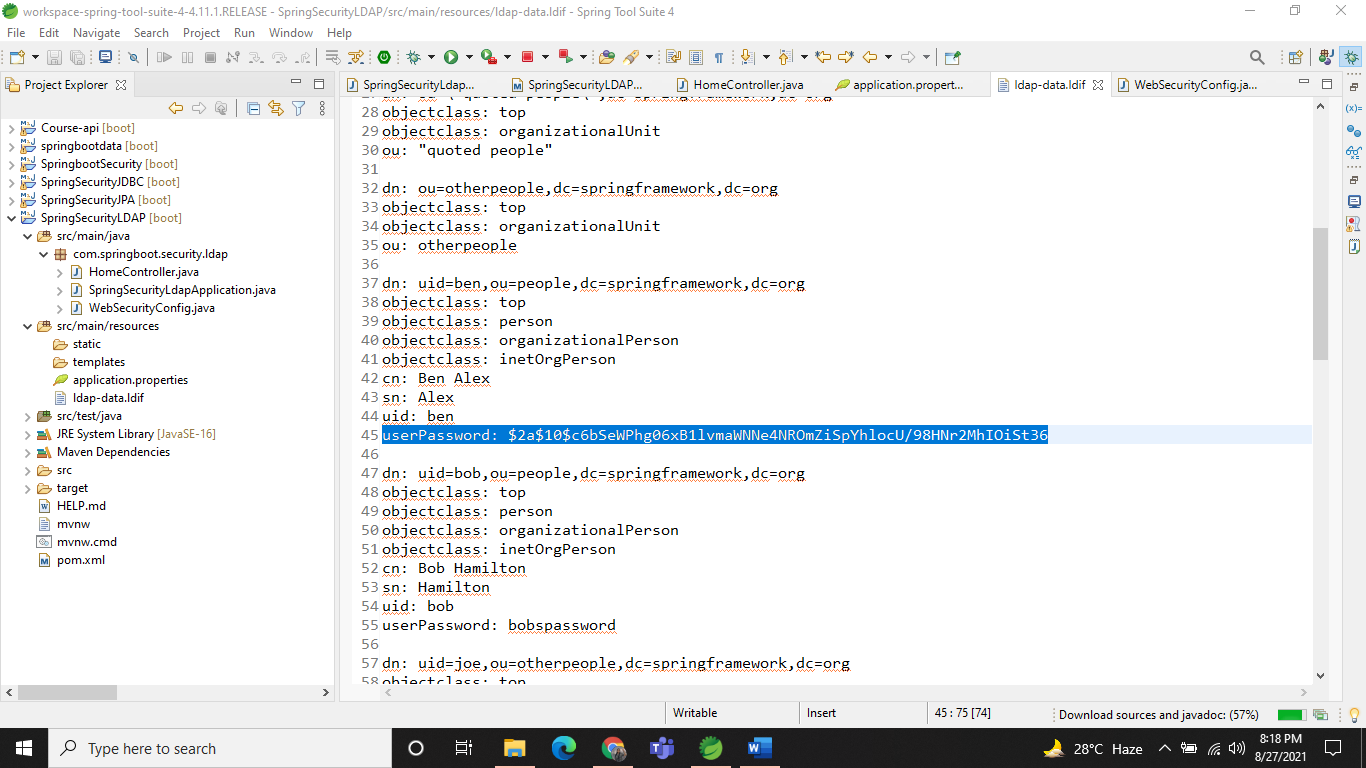 workspace-spring-tool-suite-4-4.11.1.RELEASE - SpringSecurityLDAP/src/main/resources/ldap-data.ldif - Spring Tool Suite 4
File Edit Navigate Search Project Run Window Help
Project Explorer
SpringSecurityLdap...
SpringSecurityLDAP...
HomeController.java
application.propert...
ldap-data.ldif
WebSecurityConfig.ja...
Course-api [boot]
springbootdata [boot]
SpringbootSecurity [boot]
SpringSecurityJDBC [boot]
SpringSecurityJPA [boot]
SpringSecurityLDAP [boot]
src/main/java
com.springboot.security.ldap
HomeController.java
SpringSecurityLdapApplication.java
WebSecurityConfig.java
src/main/resources
static
templates
application.properties
ldap-data.ldif
src/test/java
JRE System Library [JavaSE-16]
Maven Dependencies
src
target
HELP.md
mvnw
mvnw.cmd
pom.xml
28 objectclass: top
29 objectclass: organizationalUnit
30 ou: "quoted people"
31
32 dn: ou=otherpeople,dc=springframework,dc=org
33 objectclass: top
34 objectclass: organizationalUnit
35 ou: otherpeople
36
37 dn: uid=ben,ou=people,dc=springframework,dc=org
38 objectclass: top
39 objectclass: person
40 objectclass: organizationalPerson
41 objectclass: inetOrgPerson
42 cn: Ben Alex
43 sn: Alex
44 uid: ben
45 userPassword: $2a$10$c6bSeWPhg06xB1lvmaWNNe4NROmZiSpYhlocU/98HNr2MhIOiSt36
46
47 dn: uid=bob,ou=people,dc=springframework,dc=org
48 objectclass: top
49 objectclass: person
50 objectclass: organizationalPerson
51 objectclass: inetOrgPerson
52 cn: Bob Hamilton
53 sn: Hamilton
54 uid: bob
55 userPassword: bobspassword
56
57 dn: uid=joe,ou=otherpeople,dc=springframework,dc=org
58 objectclass: top
Writable
Insert
45 : 75 [74]
Download sources and javadoc: (57%)
Type here to search
28°C Haze
8:18 PM
8/27/2021